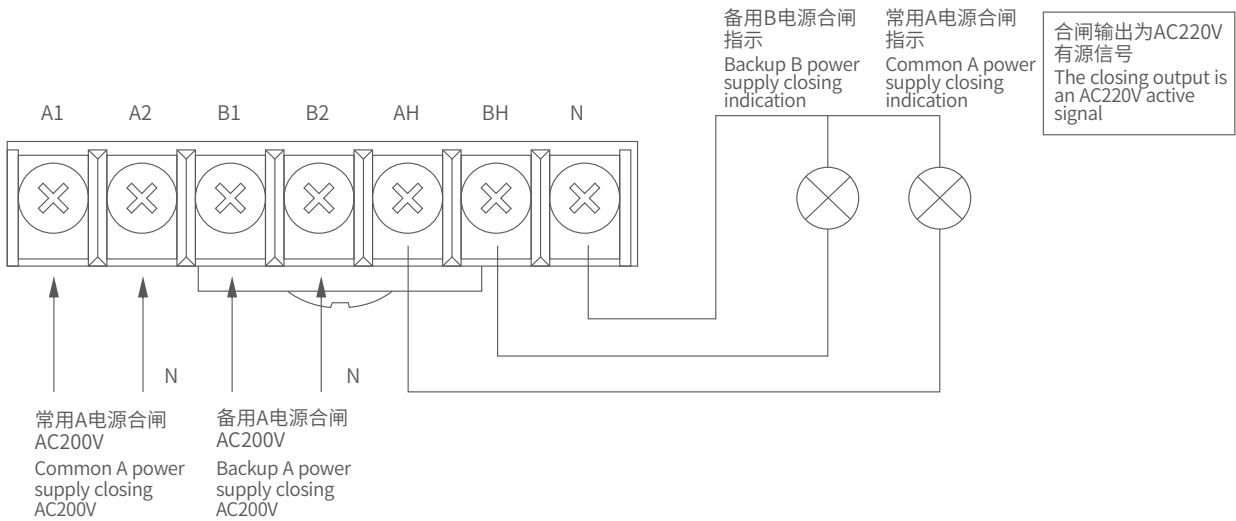 备用B电源合闸
指示
Backup B power
supply closing
indication
常用A电源合闸
指示
Common A power
supply closing
indication
合闸输出为AC220V
有源信号
The closing output is
an AC220V active
signal
A1 A2 B1 B2 AH BH N
N
N
常用A电源合闸
AC200V
Common A power
supply closing
AC200V
备用A电源合闸
AC200V
Backup A power
supply closing
AC200V